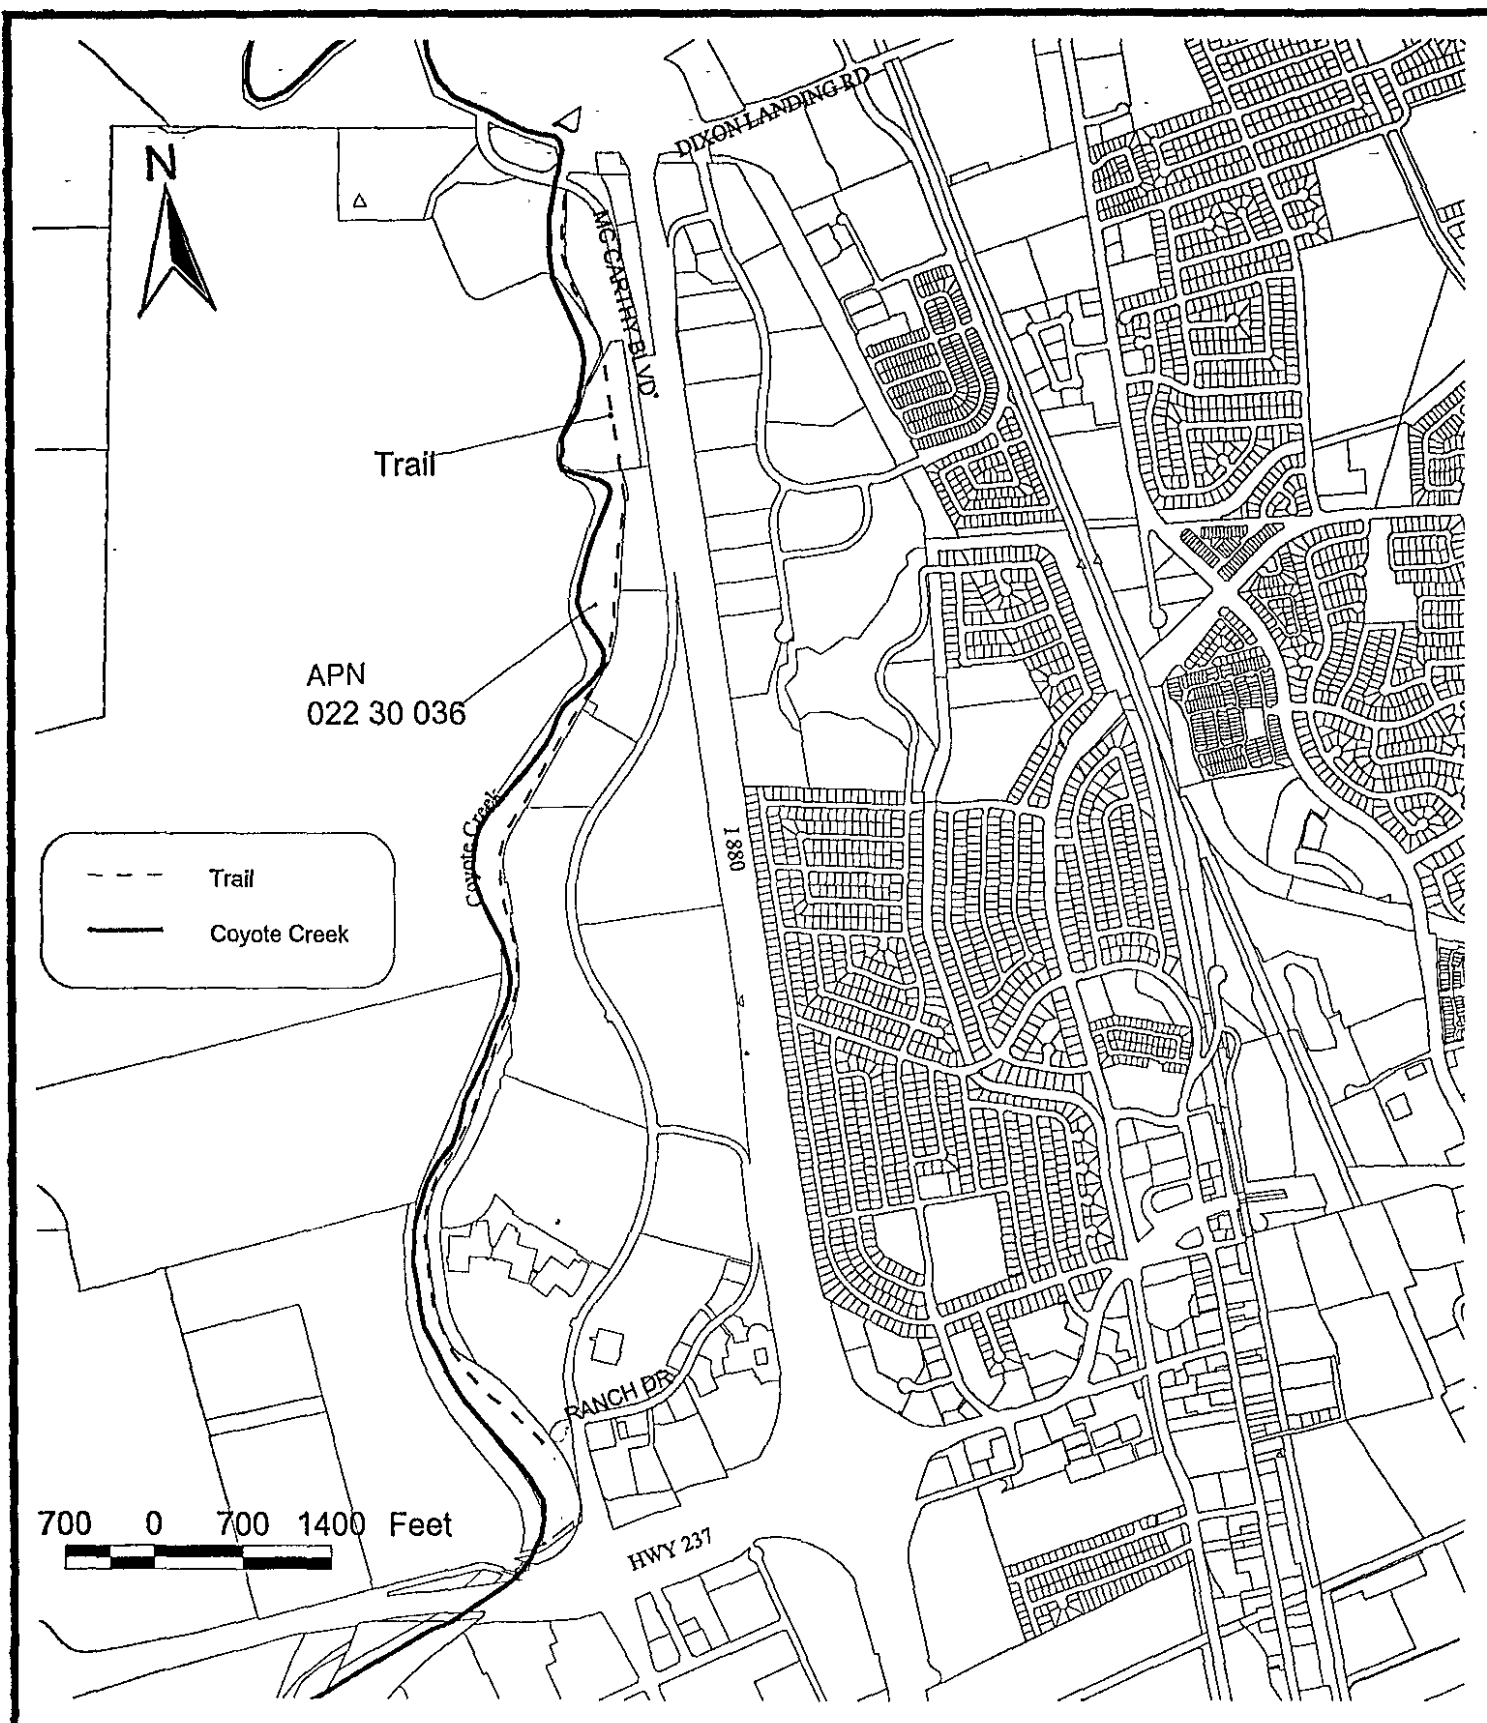 DIXON LANDING RD
N
MC CARTHY BLVD
Trail
APN
022 30 036
Coyote Creek
I 880
Trail
Coyote Creek
RANCH DR
700 0 700 1400 Feet
HWY 237